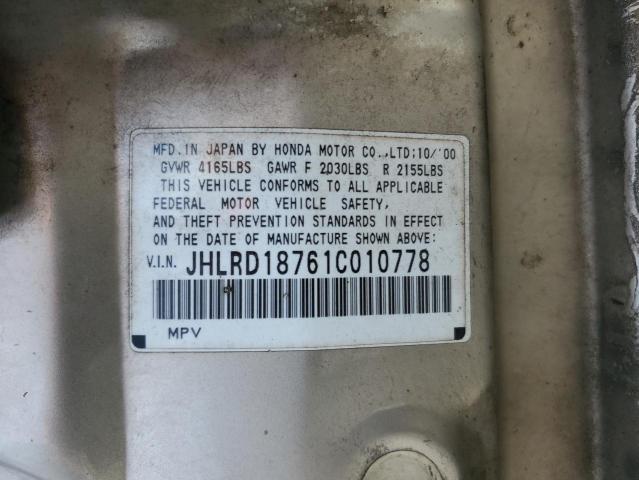 MFD. IN JAPAN BY HONDA MOTOR CO.,LTD;10/'00
GVWR 4165LBS GAWR F 2030LBS R 2155LBS
THIS VEHICLE CONFORMS TO ALL APPLICABLE
FEDERAL MOTOR VEHICLE SAFETY,
AND THEFT PREVENTION STANDARDS IN EFFECT
ON THE DATE OF MANUFACTURE SHOWN ABOVE:
V.I.N. JHLRD18761C010778
MPV